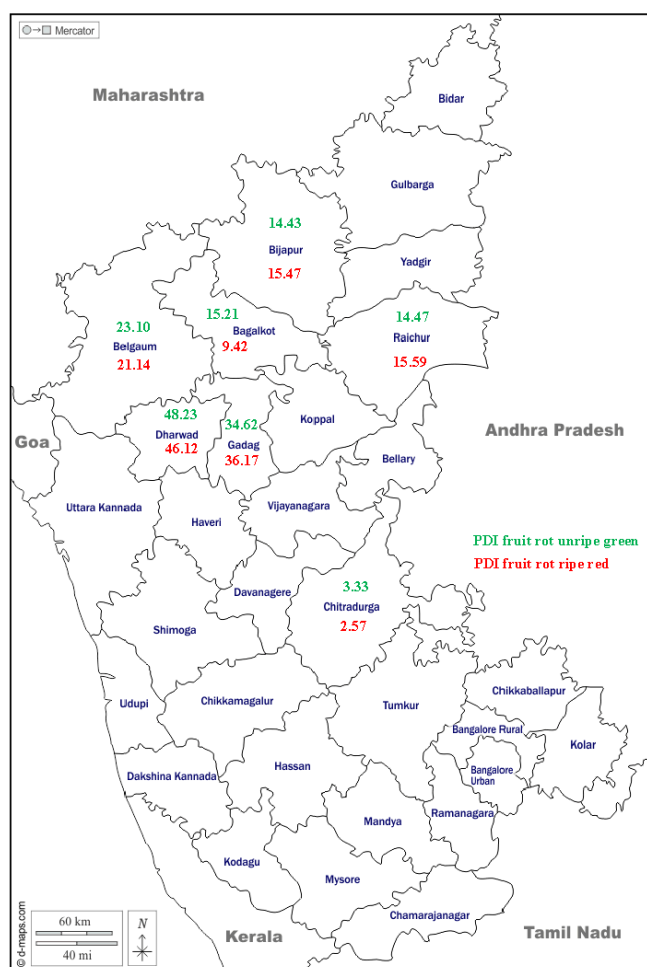 Mercator
Maharashtra
Bidar
Gulbarga
14.43
Bijapur
15.47
Yadgir
23.10
Belgaum
21.14
15.21
Bagalkot
9.42
14.47
Raichur
15.59
Goa
48.23
Dharwad
46.12
34.62
Gadag
36.17
Koppal
Andhra Pradesh
Bellary
Uttara Kannada
Haveri
Vijayanagara
PDI fruit rot unripe green
PDI fruit rot ripe red
Davanagere
3.33
Chitradurga
2.57
Shimoga
Udupi
Chikkamagalur
Tumkur
Chikkaballapur
Bangalore Rural
Kolar
Dakshina Kannada
Hassan
Bangalore
Urban
Mandya
Ramanagara
Kodagu
Mysore
Chamarajanagar
Kerala
Tamil Nadu
60 km
40 mi
N
© d-maps.com